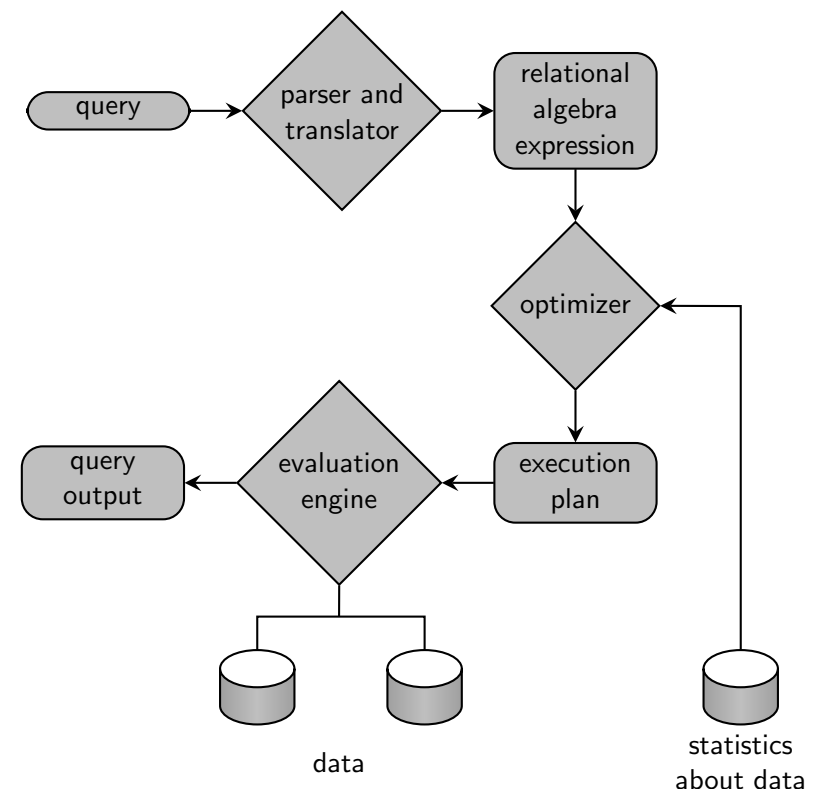 query
parser and
translator
relational
algebra
expression
optimizer
query
output
evaluation
engine
execution
plan
data
statistics
about data